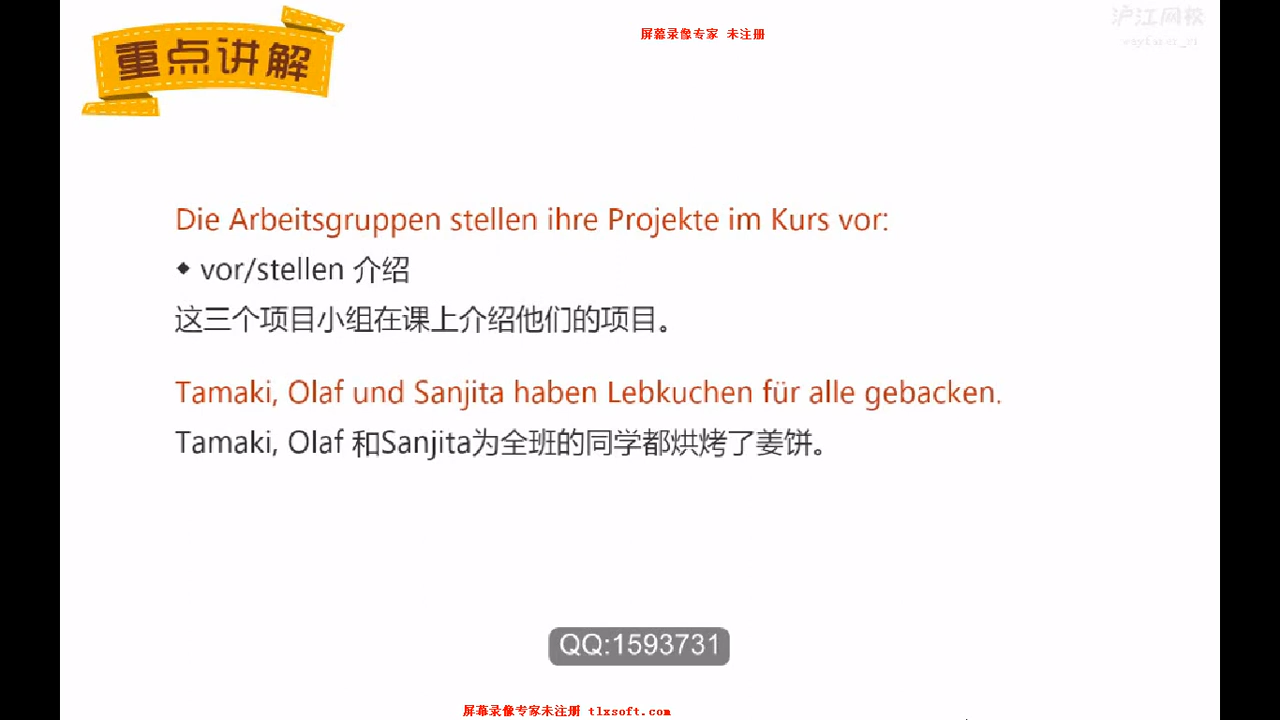 屏幕录像专家 未注册
沪江网校
重点讲解
Die Arbeitsgruppen stellen ihre Projekte im Kurs vor:
◆ vor/stellen 介绍
这三个项目小组在课上介绍他们的项目。
Tamaki, Olaf und Sanjita haben Lebkuchen für alle gebacken.
Tamaki, Olaf 和Sanjita为全班的同学都烘烤了姜饼。
QQ:1593731
屏幕录像专家未注册 tlxsoft.com